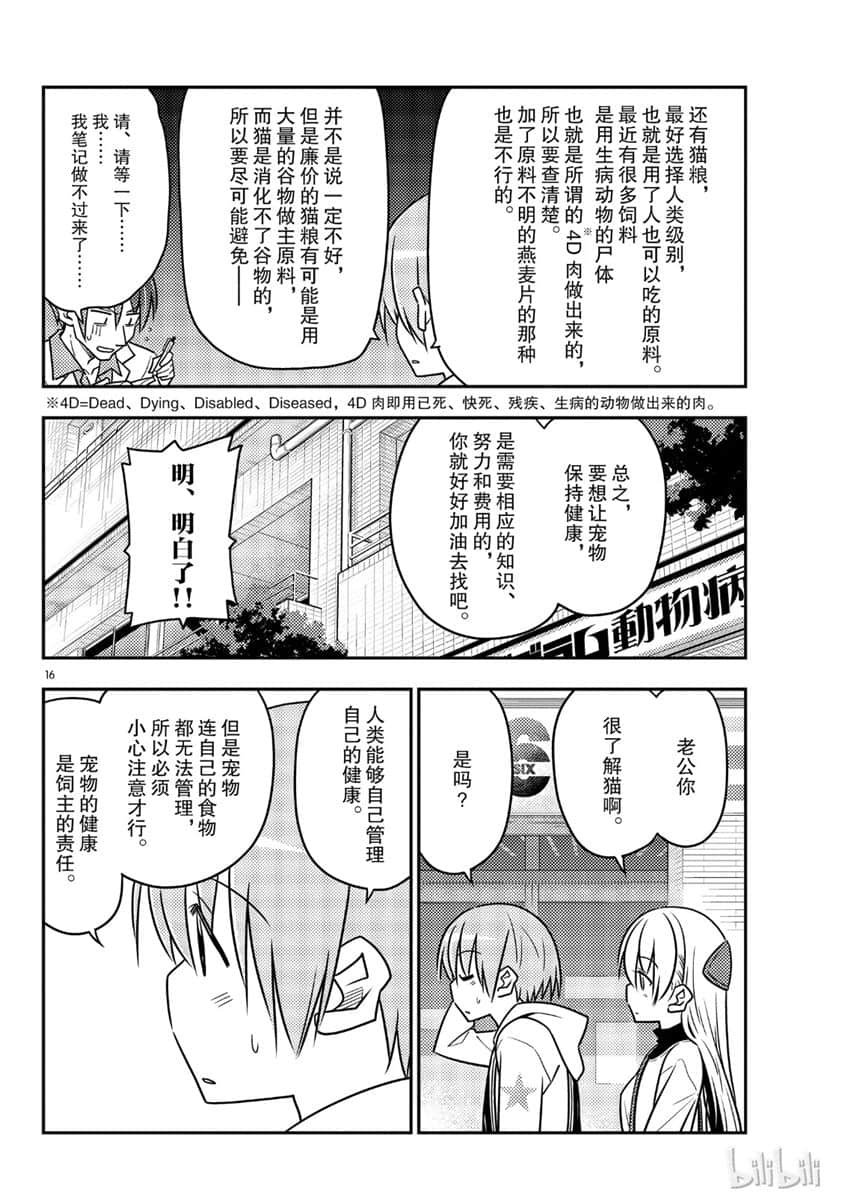 还有猫粮，
最好选择人类级别，
也就是用了人也可以吃的原料。
最近有很多饲料
是用生病动物的尸体
也就是所谓的※4D 肉做出来的，
所以要查清楚。
加了原料不明的燕麦片的那种
也是不行的。
并不是说一定不好，
但是廉价的猫粮有可能是用
大量的谷物做主原料，
而猫是消化不了谷物的，
所以要尽可能避免——
请、请等一下……
我……
我笔记做
不过来了……
※4D=Dead、Dying、Disabled、Diseased，4D 肉即用已死、快死、残疾、生病的动物做出来的肉。
总之，
要想让宠物
保持健康，
是需要相应的知识、
努力和费用的，
你就好好加油去找吧。
明、明白了！！
動物病
16
老公你
很了解猫啊。
是吗？
SIX
人类能够自己管理
自己的健康。
但是宠物
连自己的食物
都无法管理，
所以必须
小心注意才行。
宠物的健康
是饲主的责任。
bilibili